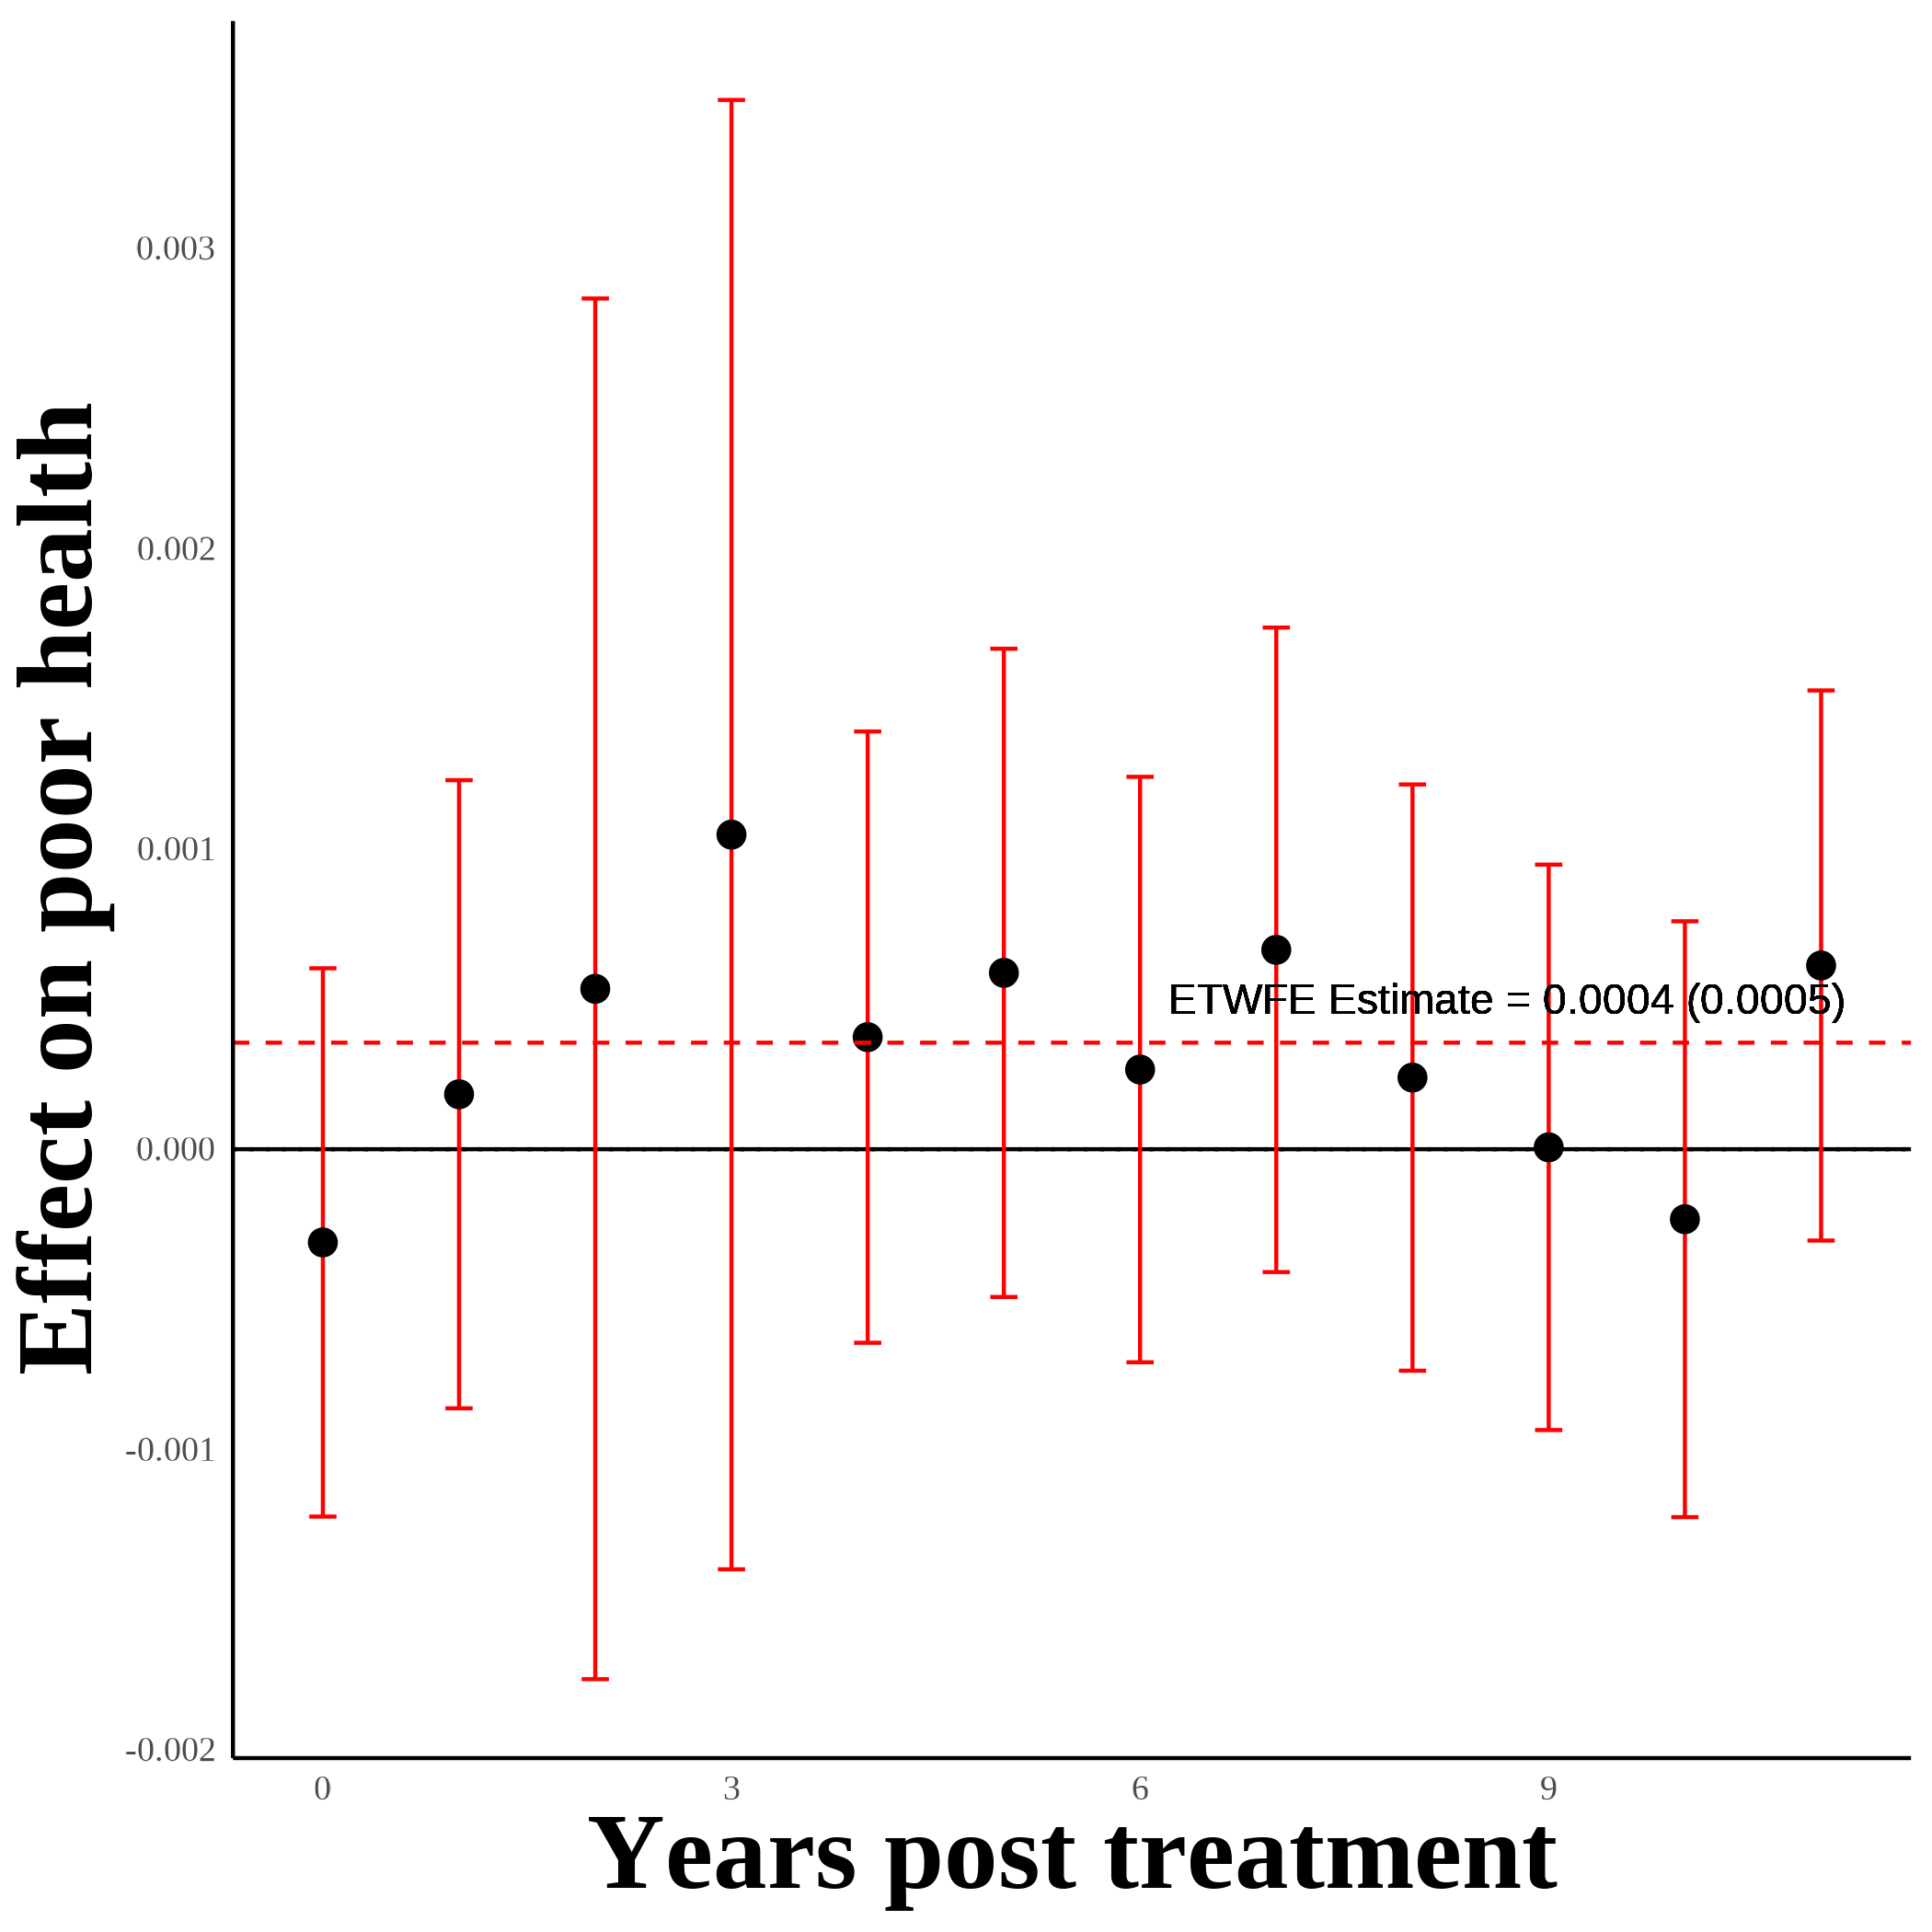 Effect on poor health
0.003
0.002
0.001
0.000
-0.001
-0.002
ETWFE Estimate = 0.0004 (0.0005)
0 3 6 9
Years post treatment